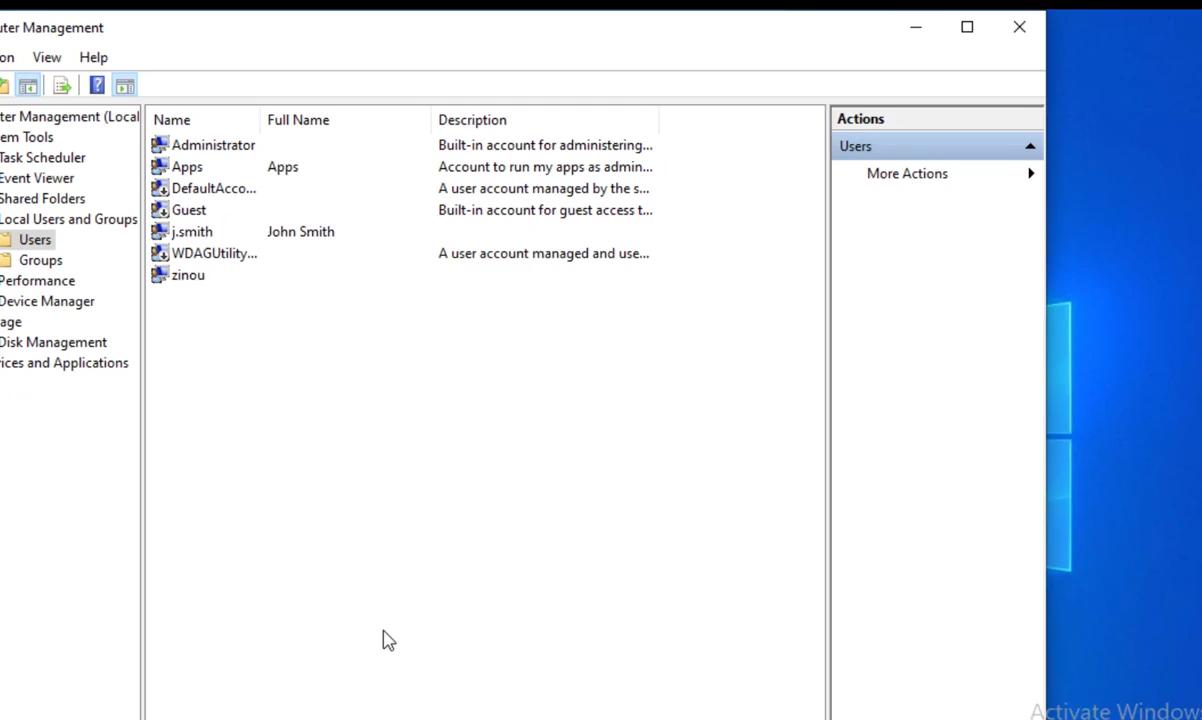 uter Management
on View Help
ter Management (Local
em Tools
Task Scheduler
Event Viewer
Shared Folders
Local Users and Groups
Users
Groups
Performance
Device Manager
age
Disk Management
ices and Applications
Name Full Name Description
Administrator Built-in account for administering...
Apps Apps Account to run my apps as admin...
DefaultAcco... A user account managed by the s...
Guest Built-in account for guest access t...
j.smith John Smith
WDAGUtility... A user account managed and use...
zinou
Actions
Users
More Actions
Activate Window